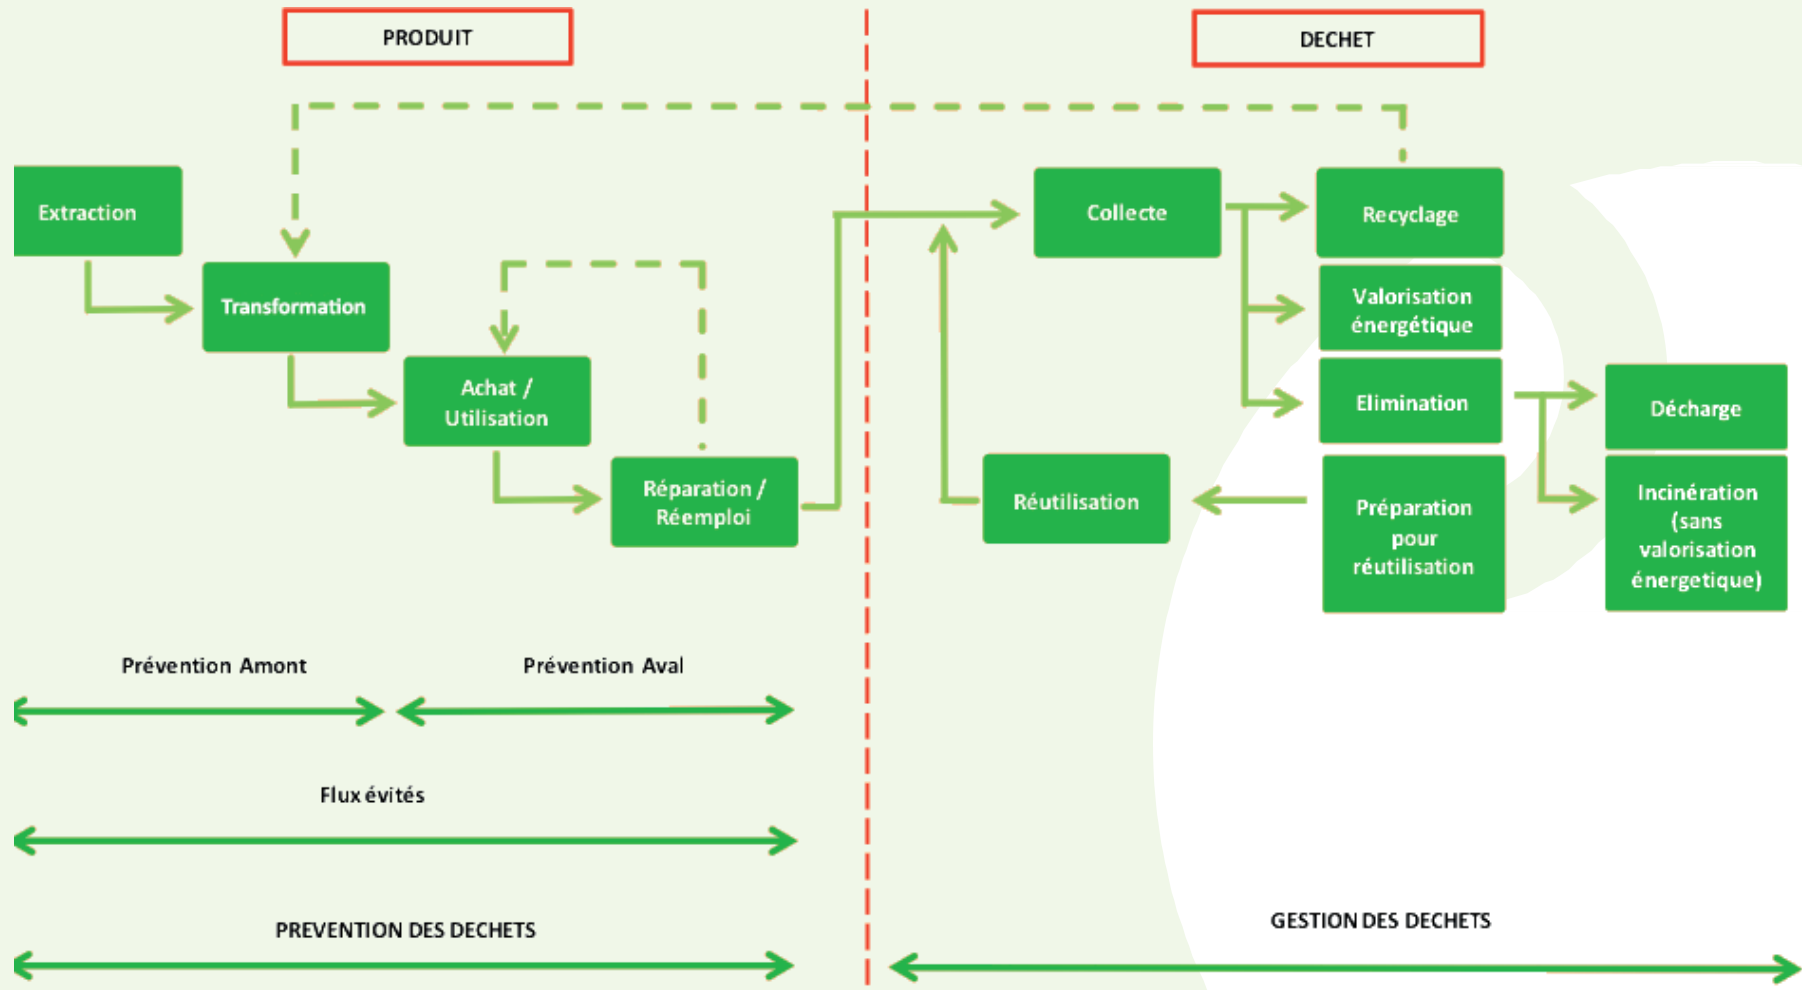 PRODUIT
DECHET
Extraction
Transformation
Achat /
Utilisation
Réparation /
Réemploi
Collecte
Recyclage
Valorisation
énergétique
Elimination
Décharge
Réutilisation
Préparation
pour
réutilisation
Incinération
(sans
valorisation
énergetique)
Prévention Amont
Prévention Aval
Flux évités
PREVENTION DES DECHETS
GESTION DES DECHETS